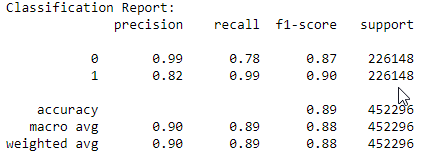 Classification Report:
precision recall f1-score support
0 0.99 0.78 0.87 226148
1 0.82 0.99 0.90 226148
accuracy 0.89 452296
macro avg 0.90 0.89 0.88 452296
weighted avg 0.90 0.89 0.88 452296